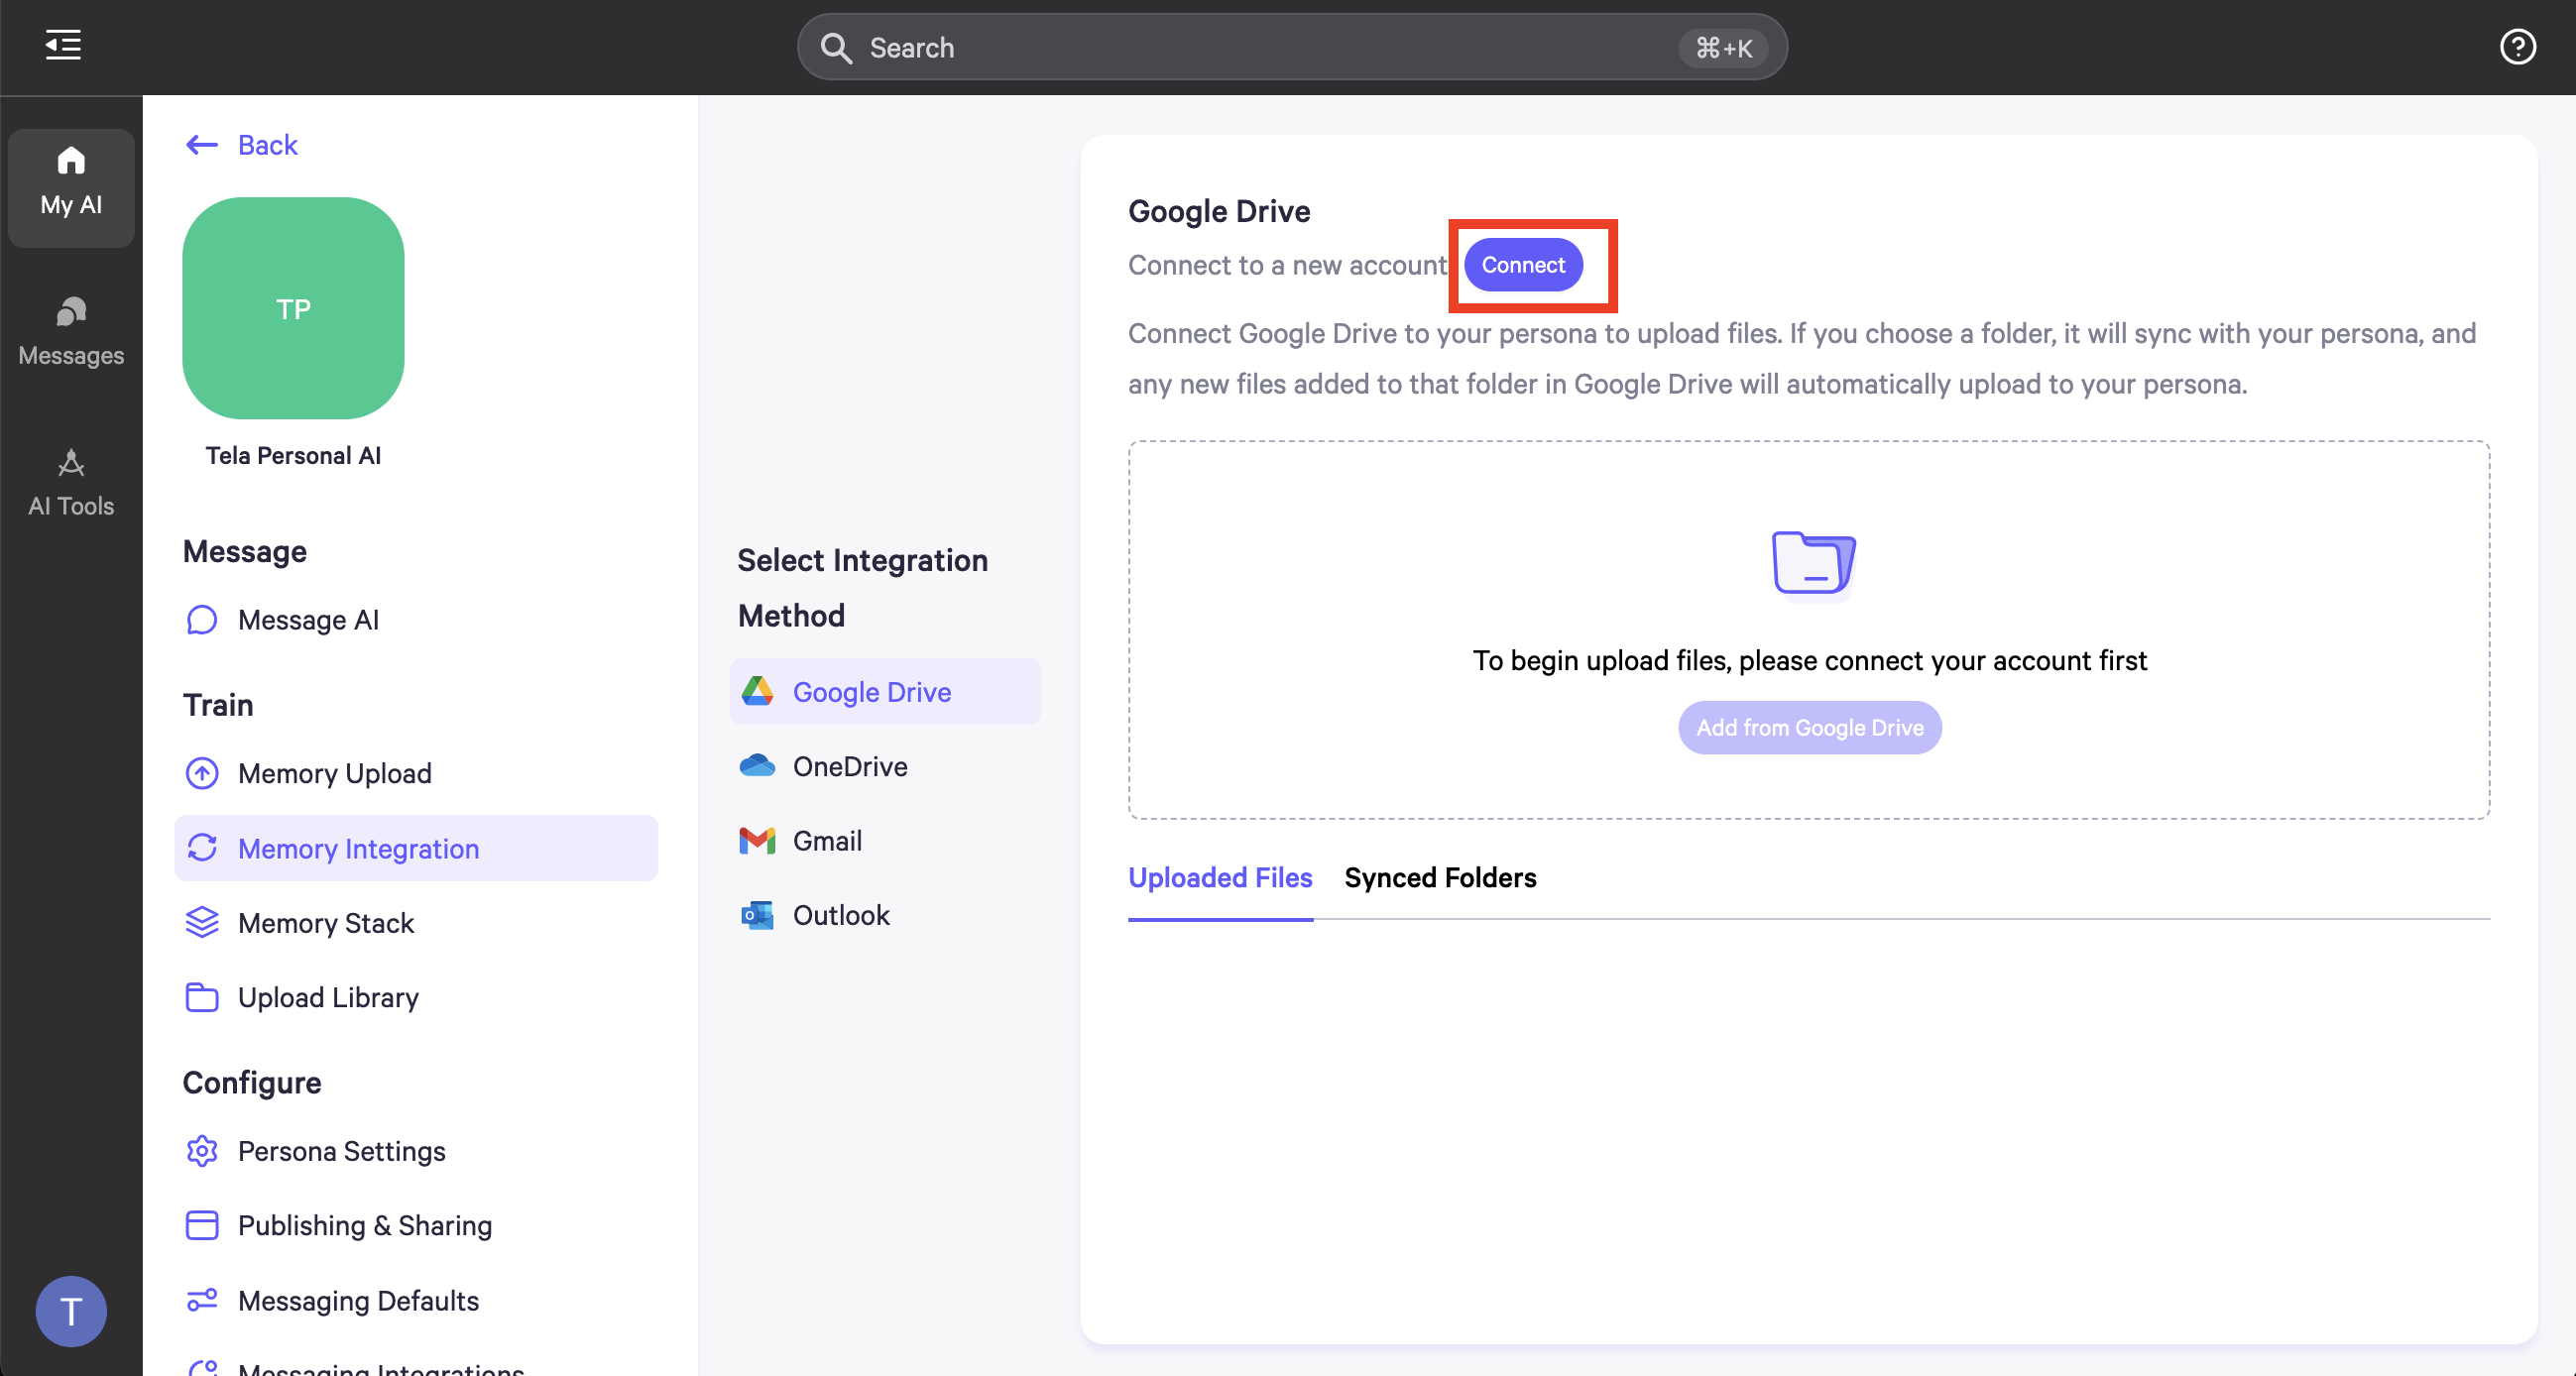 Search
⌘+K
My AI
Messages
AI Tools
T
Back
TP
Tela Personal AI
Message
Message AI
Train
Memory Upload
Memory Integration
Memory Stack
Upload Library
Configure
Persona Settings
Publishing & Sharing
Messaging Defaults
Messaging Integrations
Select Integration
Method
Google Drive
OneDrive
Gmail
Outlook
Google Drive
Connect to a new account
Connect
Connect Google Drive to your persona to upload files. If you choose a folder, it will sync with your persona, and
any new files added to that folder in Google Drive will automatically upload to your persona.
To begin upload files, please connect your account first
Add from Google Drive
Uploaded Files
Synced Folders